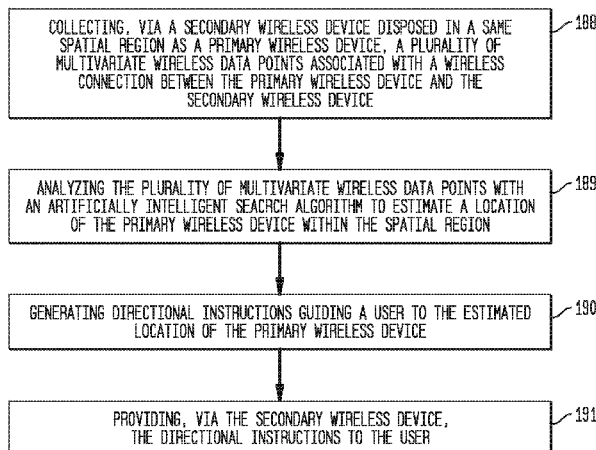 COLLECTING, VIA A SECONDARY WIRELESS DEVICE DISPOSED IN A SAME
SPATIAL REGION AS A PRIMARY WIRELESS DEVICE, A PLURALITY OF
MULTIVARIATE WIRELESS DATA POINTS ASSOCIATED WITH A WIRELESS
CONNECTION BETWEEN THE PRIMARY WIRELESS DEVICE AND THE
SECONDARY WIRELESS DEVICE
188
ANALYZING THE PLURALITY OF MULTIVARIATE WIRELESS DATA POINTS WITH
AN ARTIFICIALLY INTELLIGENT SEACRH ALGORITHM TO ESTIMATE A LOCATION
OF THE PRIMARY WIRELESS DEVICE WITHIN THE SPATIAL REGION
189
GENERATING DIRECTIONAL INSTRUCTIONS GUIDING A USER TO THE ESTIMATED
LOCATION OF THE PRIMARY WIRELESS DEVICE
190
PROVIDING, VIA THE SECONDARY WIRELESS DEVICE,
THE DIRECTIONAL INSTRUCTIONS TO THE USER
191